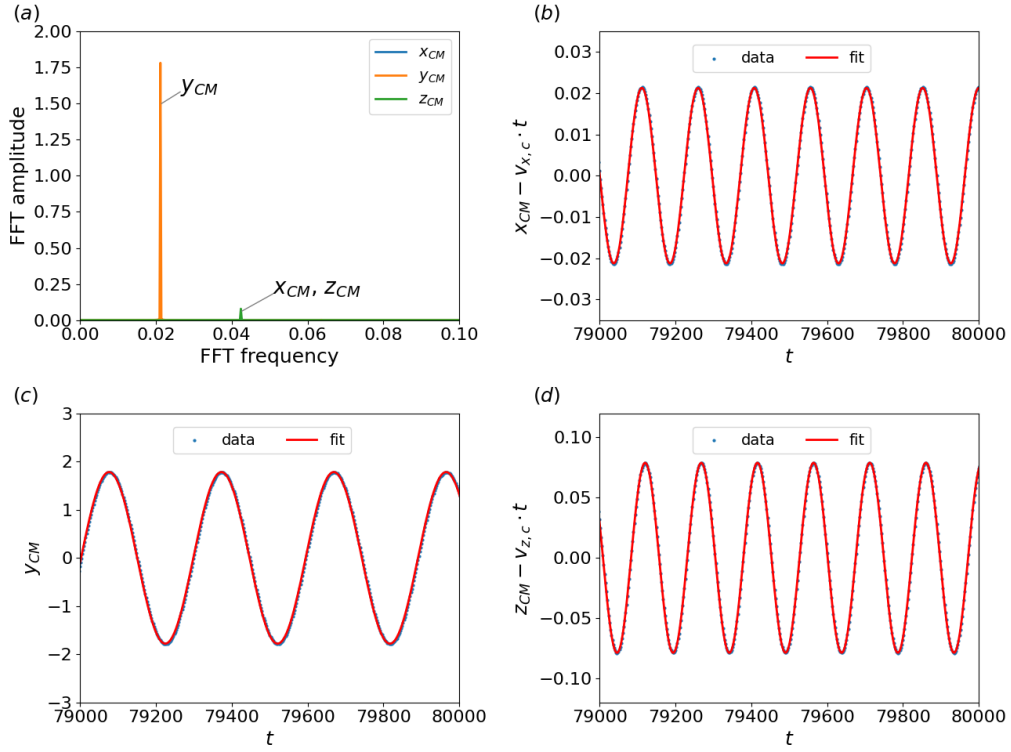 (a)
2.00
1.75
1.50
1.25
1.00
0.75
0.50
0.25
0.00
FFT amplitude
x_CM
y_CM
z_CM
y_CM
x_CM, z_CM
0.00 0.02 0.04 0.06 0.08 0.10
FFT frequency
(b)
0.03
0.02
0.01
0.00
−0.01
−0.02
−0.03
x_CM − v_x,c · t
data fit
79000 79200 79400 79600 79800 80000
t
(c)
3
2
1
0
−1
−2
−3
y_CM
data fit
79000 79200 79400 79600 79800 80000
t
(d)
0.10
0.05
0.00
−0.05
−0.10
z_CM − v_z,c · t
data fit
79000 79200 79400 79600 79800 80000
t